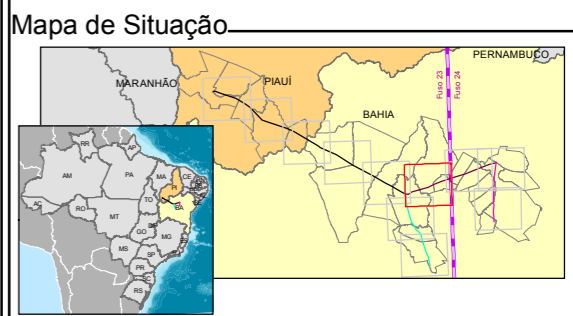 Mapa de Situação
PERNAMBUCO
MARANHÃO
PIAUÍ
Fuso 23
Fuso 24
BAHIA
RR
AP
AM
PA
MA
CE
PI
AC
RO
TO
BA
MT
GO
MG
MS
SP
PR
SC
RS